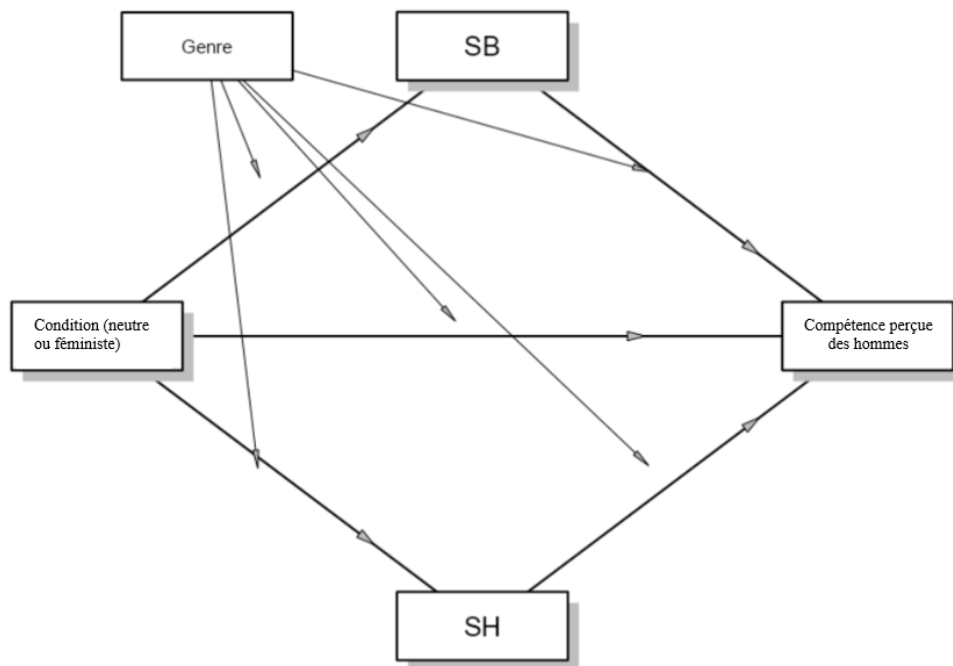 Genre
SB
Condition (neutre
ou féministe)
Compétence perçue
des hommes
SH